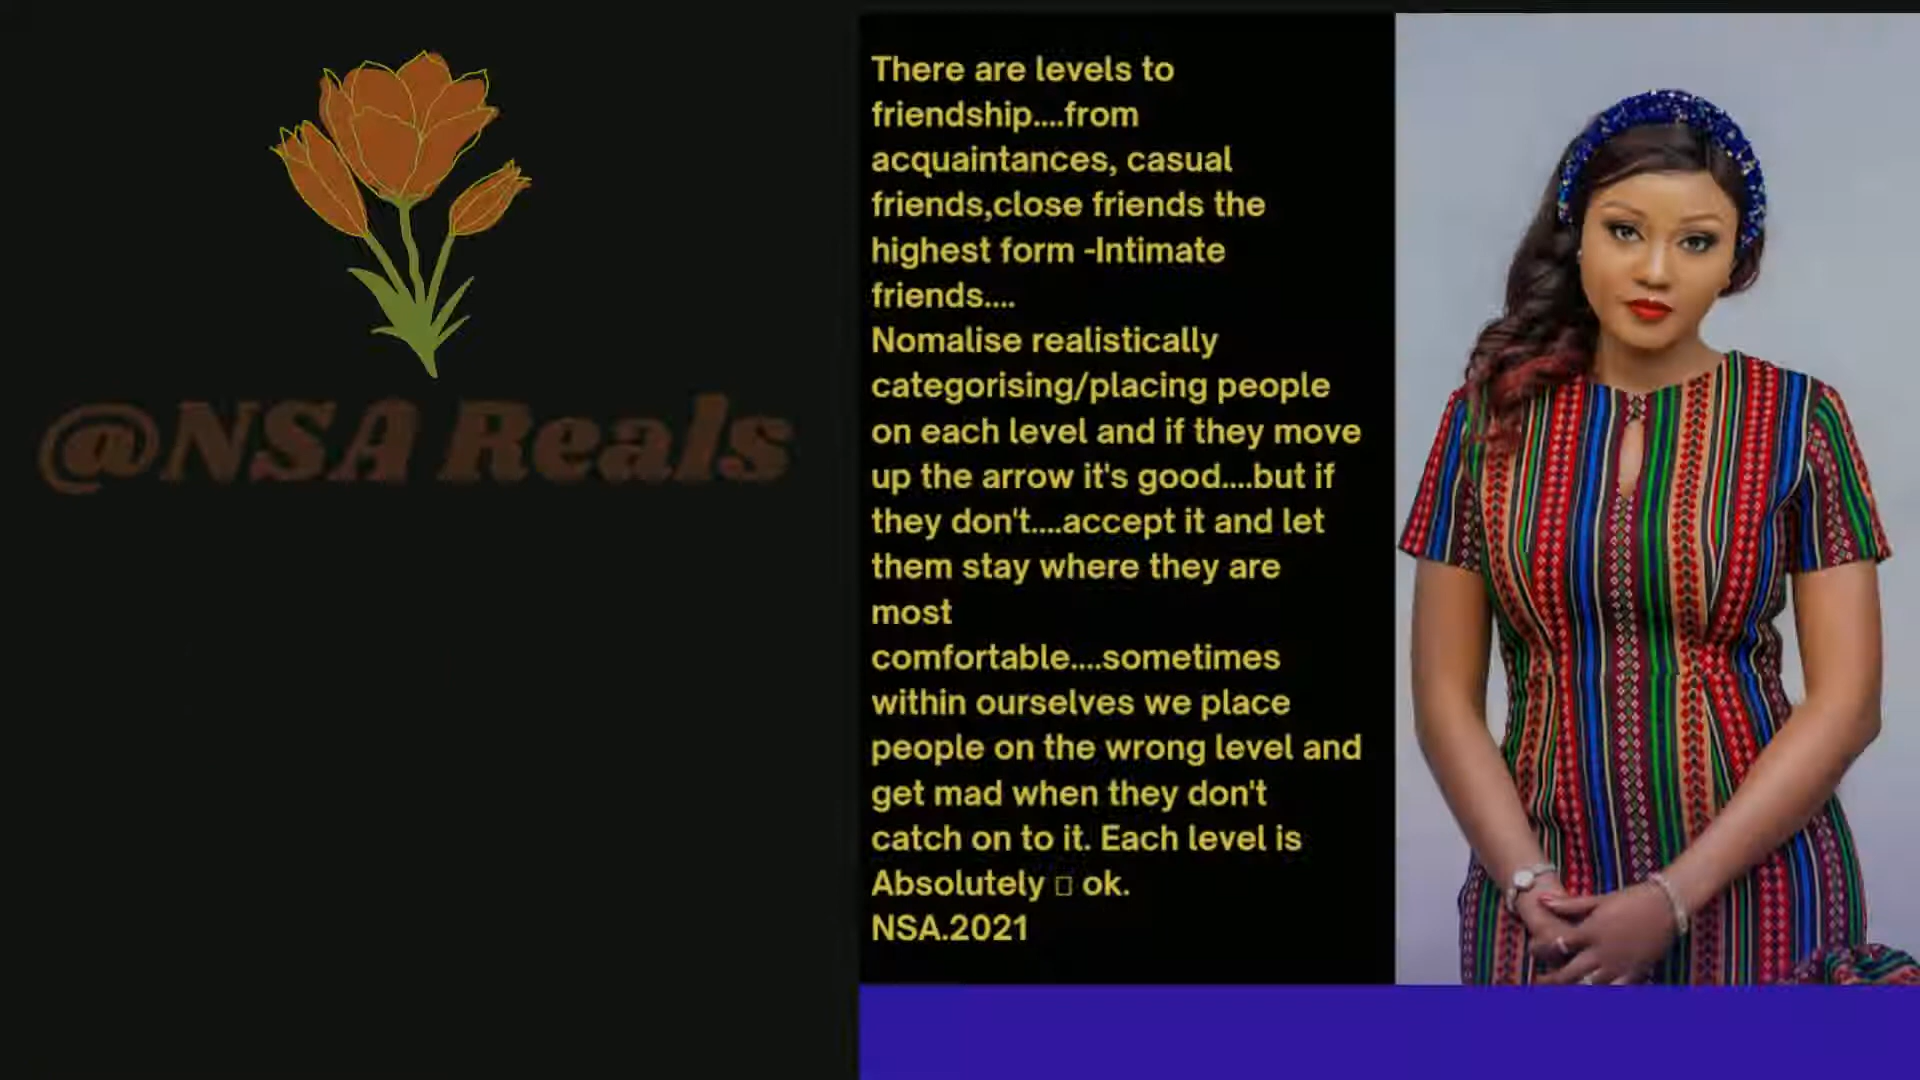 @NSA Reals
There are levels to
friendship....from
acquaintances, casual
friends,close friends the
highest form -Intimate
friends....
Nomalise realistically
categorising/placing people
on each level and if they move
up the arrow it's good....but if
they don't....accept it and let
them stay where they are
most
comfortable....sometimes
within ourselves we place
people on the wrong level and
get mad when they don't
catch on to it. Each level is
Absolutely □ ok.
NSA.2021